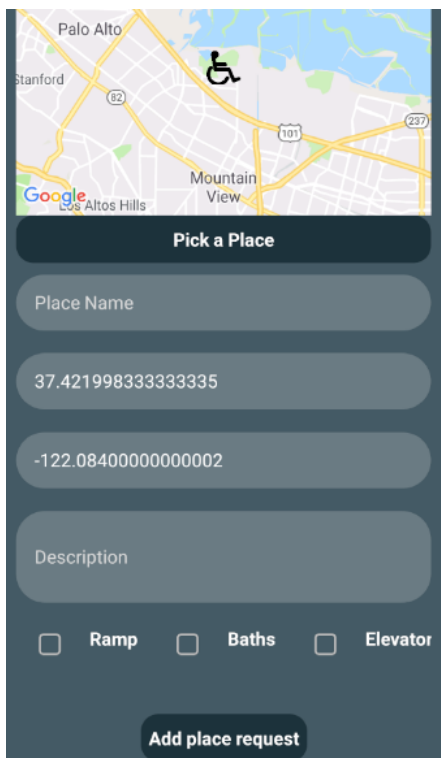 Palo Alto
Stanford
82
101
237
Mountain
View
Google
Los Altos Hills
Pick a Place
Place Name
37.421998333333335
-122.08400000000002
Description
Ramp Baths Elevator
Add place request